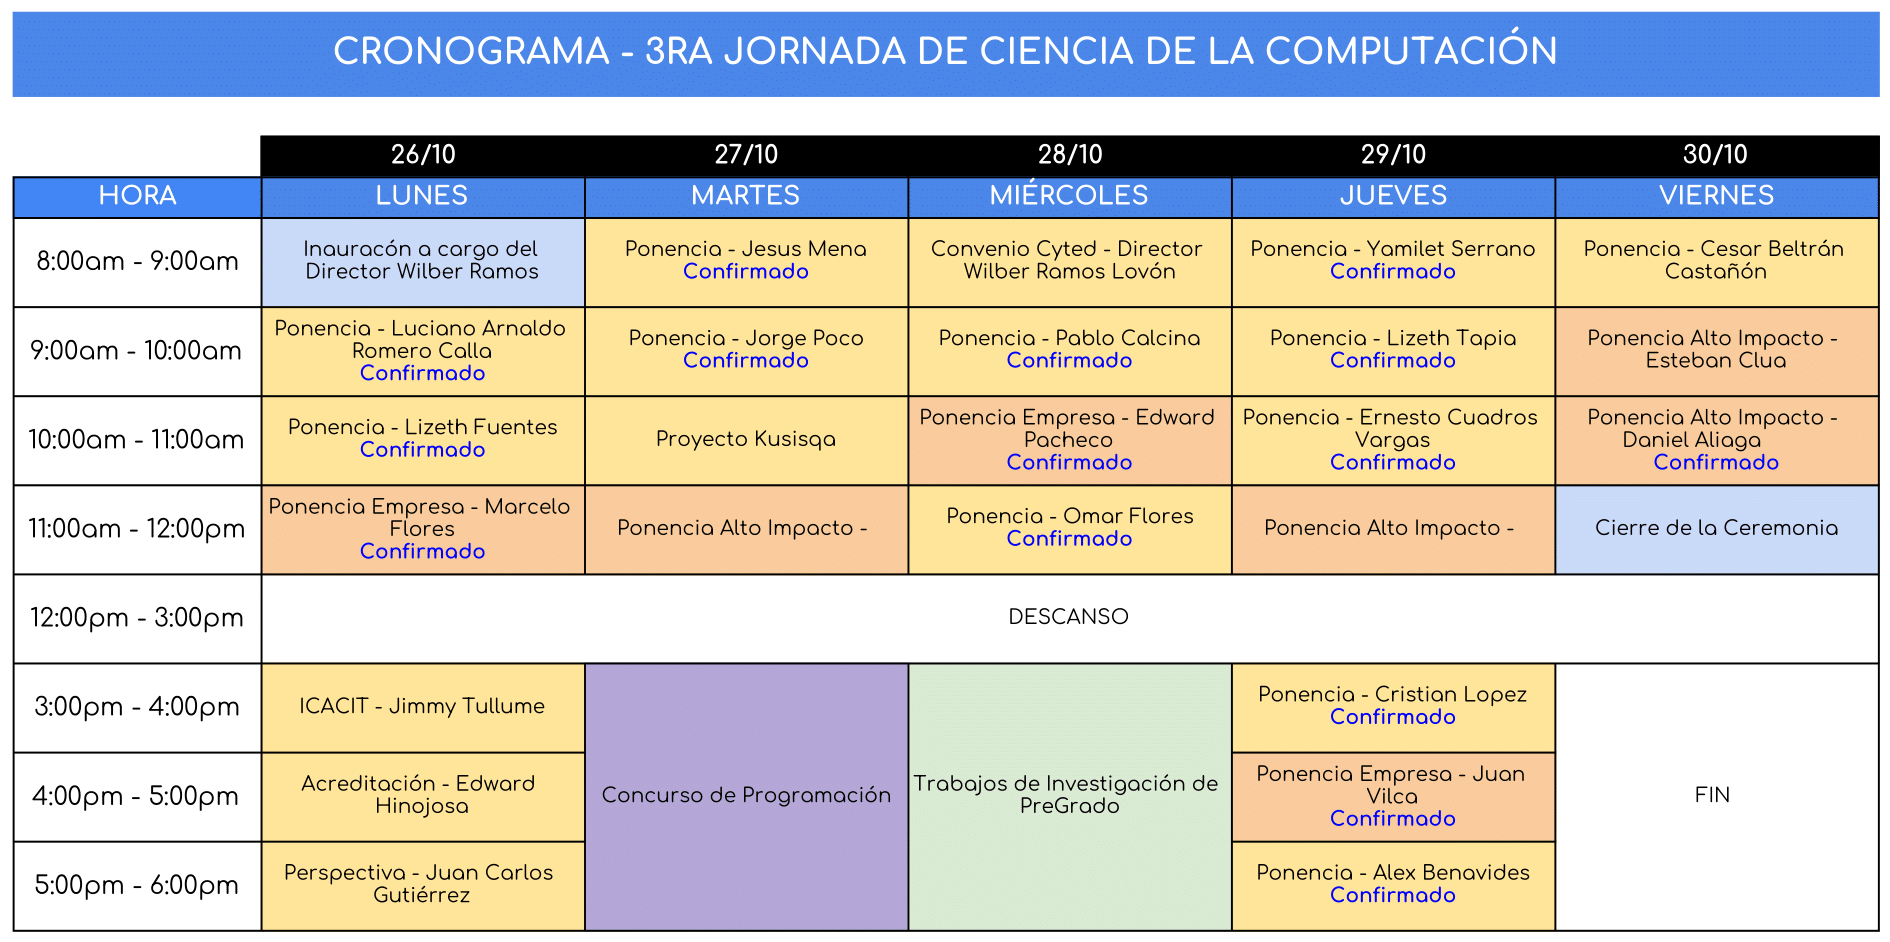 CRONOGRAMA - 3RA JORNADA DE CIENCIA DE LA COMPUTACIÓN
26/10
27/10
28/10
29/10
30/10
HORA
LUNES
MARTES
MIÉRCOLES
JUEVES
VIERNES
8:00am - 9:00am
Inauracón a cargo del
Director Wilber Ramos
Ponencia - Jesus Mena
Confirmado
Convenio Cyted - Director
Wilber Ramos Lovón
Ponencia - Yamilet Serrano
Confirmado
Ponencia - Cesar Beltrán
Castañón
9:00am - 10:00am
Ponencia - Luciano Arnaldo
Romero Calla
Confirmado
Ponencia - Jorge Poco
Confirmado
Ponencia - Pablo Calcina
Confirmado
Ponencia - Lizeth Tapia
Confirmado
Ponencia Alto Impacto -
Esteban Clua
10:00am - 11:00am
Ponencia - Lizeth Fuentes
Confirmado
Proyecto Kusisqa
Ponencia Empresa - Edward
Pacheco
Confirmado
Ponencia - Ernesto Cuadros
Vargas
Confirmado
Ponencia Alto Impacto -
Daniel Aliaga
Confirmado
11:00am - 12:00pm
Ponencia Empresa - Marcelo
Flores
Confirmado
Ponencia Alto Impacto -
Ponencia - Omar Flores
Confirmado
Ponencia Alto Impacto -
Cierre de la Ceremonia
12:00pm - 3:00pm
DESCANSO
3:00pm - 4:00pm
ICACIT - Jimmy Tullume
Ponencia - Cristian Lopez
Confirmado
4:00pm - 5:00pm
Acreditación - Edward
Hinojosa
Concurso de Programación
Trabajos de Investigación de
PreGrado
Ponencia Empresa - Juan
Vilca
Confirmado
FIN
5:00pm - 6:00pm
Perspectiva - Juan Carlos
Gutiérrez
Ponencia - Alex Benavides
Confirmado